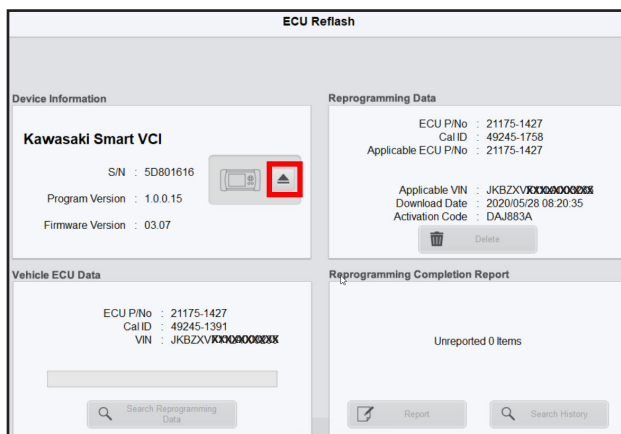 ECU Reflash
Device Information
Kawasaki Smart VCI
S/N : 5D801616
Program Version : 1.0.0.15
Firmware Version : 03.07
Reprogramming Data
ECU P/No : 21175-1427
Cal ID : 49245-1758
Applicable ECU P/No : 21175-1427
Applicable VIN : JKBZXV
Download Date : 2020/05/28 08:20:35
Activation Code : DAJ883A
Delete
Vehicle ECU Data
ECU P/No : 21175-1427
Cal ID : 49245-1391
VIN : JKBZXV
Search Reprogramming
Data
Reprogramming Completion Report
Unreported 0 Items
Report
Search History